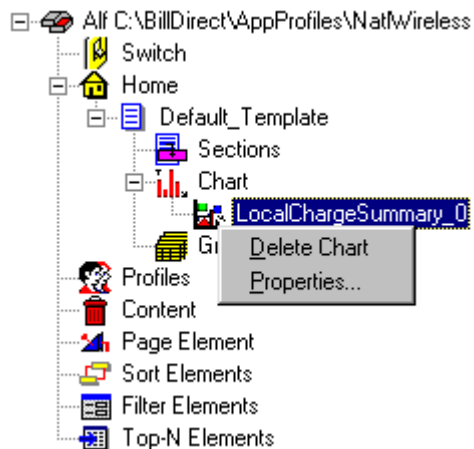 Alf C:\BillDirect\AppProfiles\NatlWireless
Switch
Home
Default_Template
Sections
Chart
LocalChargeSummary_0
Delete Chart
Properties...
Profiles
Content
Page Element
Sort Elements
Filter Elements
Top-N Elements